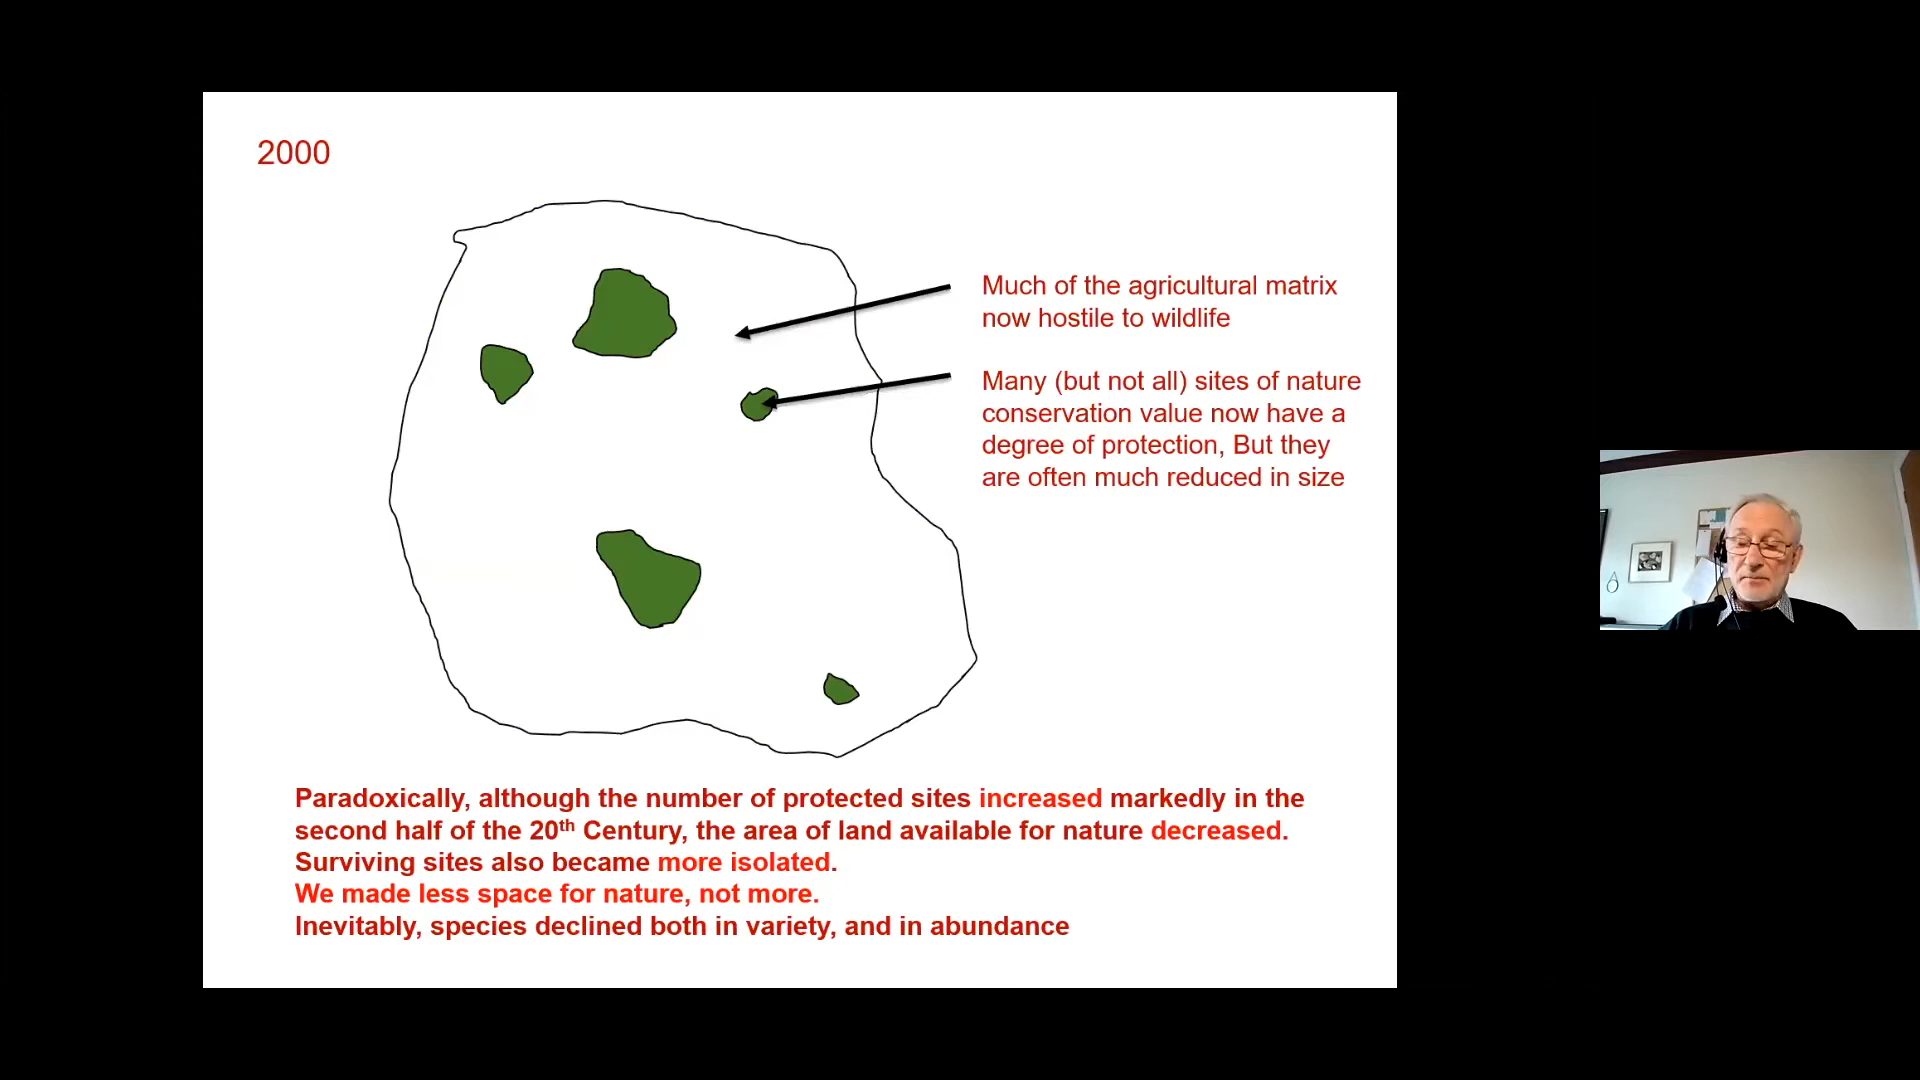 2000
Much of the agricultural matrix
now hostile to wildlife
Many (but not all) sites of nature
conservation value now have a
degree of protection, But they
are often much reduced in size
Paradoxically, although the number of protected sites increased markedly in the
second half of the 20th Century, the area of land available for nature decreased.
Surviving sites also became more isolated.
We made less space for nature, not more.
Inevitably, species declined both in variety, and in abundance